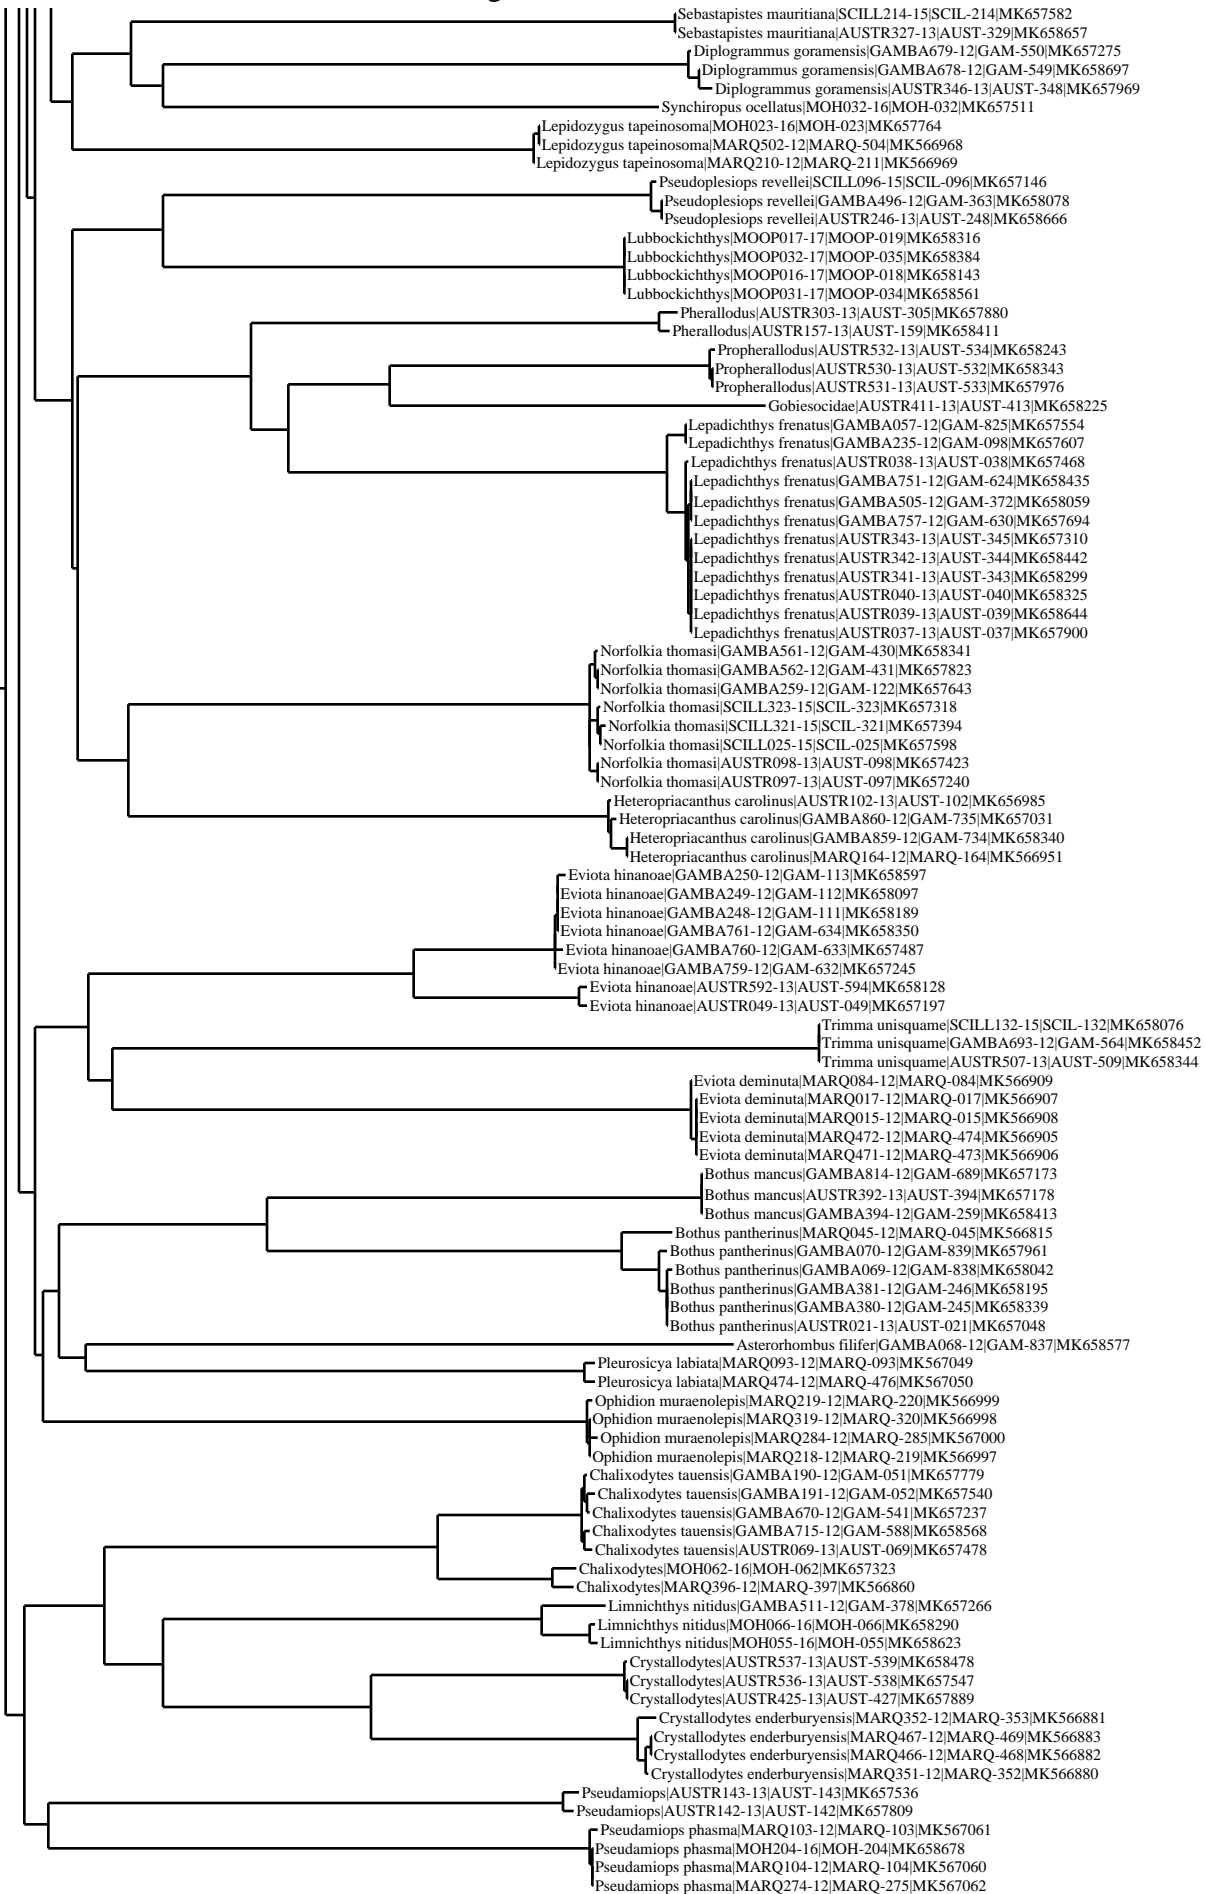 Sebastapistes mauritiana|SCILL214-15|SCIL-214|MK657582
Sebastapistes mauritiana|AUSTR327-13|AUST-329|MK658657
Diplogrammus goramensis|GAMBA679-12|GAM-550|MK657275
Diplogrammus goramensis|GAMBA678-12|GAM-549|MK658697
Diplogrammus goramensis|AUSTR346-13|AUST-348|MK657969
Synchiropus ocellatus|MOH032-16|MOH-032|MK657511
Lepidozygus tapeinosoma|MOH023-16|MOH-023|MK657764
Lepidozygus tapeinosoma|MARQ502-12|MARQ-504|MK566968
Lepidozygus tapeinosoma|MARQ210-12|MARQ-211|MK566969
Pseudoplesiops revellei|SCILL096-15|SCIL-096|MK657146
Pseudoplesiops revellei|GAMBA496-12|GAM-363|MK658078
Pseudoplesiops revellei|AUSTR246-13|AUST-248|MK658666
Lubbockichthys|MOOP017-17|MOOP-019|MK658316
Lubbockichthys|MOOP032-17|MOOP-035|MK658384
Lubbockichthys|MOOP016-17|MOOP-018|MK658143
Lubbockichthys|MOOP031-17|MOOP-034|MK658561
Pherallodus|AUSTR303-13|AUST-305|MK657880
Pherallodus|AUSTR157-13|AUST-159|MK658411
Propherallodus|AUSTR532-13|AUST-534|MK658243
Propherallodus|AUSTR530-13|AUST-532|MK658343
Propherallodus|AUSTR531-13|AUST-533|MK657976
Gobiesocidae|AUSTR411-13|AUST-413|MK658225
Lepadichthys frenatus|GAMBA057-12|GAM-825|MK657554
Lepadichthys frenatus|GAMBA235-12|GAM-098|MK657607
Lepadichthys frenatus|AUSTR038-13|AUST-038|MK657468
Lepadichthys frenatus|GAMBA751-12|GAM-624|MK658435
Lepadichthys frenatus|GAMBA505-12|GAM-372|MK658059
Lepadichthys frenatus|GAMBA757-12|GAM-630|MK657694
Lepadichthys frenatus|AUSTR343-13|AUST-345|MK657310
Lepadichthys frenatus|AUSTR342-13|AUST-344|MK658442
Lepadichthys frenatus|AUSTR341-13|AUST-343|MK658299
Lepadichthys frenatus|AUSTR040-13|AUST-040|MK658325
Lepadichthys frenatus|AUSTR039-13|AUST-039|MK658644
Lepadichthys frenatus|AUSTR037-13|AUST-037|MK657900
Norfolkia thomasi|GAMBA561-12|GAM-430|MK658341
Norfolkia thomasi|GAMBA562-12|GAM-431|MK657823
Norfolkia thomasi|GAMBA259-12|GAM-122|MK657643
Norfolkia thomasi|SCILL323-15|SCIL-323|MK657318
Norfolkia thomasi|SCILL321-15|SCIL-321|MK657394
Norfolkia thomasi|SCILL025-15|SCIL-025|MK657598
Norfolkia thomasi|AUSTR098-13|AUST-098|MK657423
Norfolkia thomasi|AUSTR097-13|AUST-097|MK657240
Heteropriacanthus carolinus|AUSTR102-13|AUST-102|MK656985
Heteropriacanthus carolinus|GAMBA860-12|GAM-735|MK657031
Heteropriacanthus carolinus|GAMBA859-12|GAM-734|MK658340
Heteropriacanthus carolinus|MARQ164-12|MARQ-164|MK566951
Eviota hinanoae|GAMBA250-12|GAM-113|MK658597
Eviota hinanoae|GAMBA249-12|GAM-112|MK658097
Eviota hinanoae|GAMBA248-12|GAM-111|MK658189
Eviota hinanoae|GAMBA761-12|GAM-634|MK658350
Eviota hinanoae|GAMBA760-12|GAM-633|MK657487
Eviota hinanoae|GAMBA759-12|GAM-632|MK657245
Eviota hinanoae|AUSTR592-13|AUST-594|MK658128
Eviota hinanoae|AUSTR049-13|AUST-049|MK657197
Trimma unisquame|SCILL132-15|SCIL-132|MK658076
Trimma unisquame|GAMBA693-12|GAM-564|MK658452
Trimma unisquame|AUSTR507-13|AUST-509|MK658344
Eviota deminuta|MARQ084-12|MARQ-084|MK566909
Eviota deminuta|MARQ017-12|MARQ-017|MK566907
Eviota deminuta|MARQ015-12|MARQ-015|MK566908
Eviota deminuta|MARQ472-12|MARQ-474|MK566905
Eviota deminuta|MARQ471-12|MARQ-473|MK566906
Bothus mancus|GAMBA814-12|GAM-689|MK657173
Bothus mancus|AUSTR392-13|AUST-394|MK657178
Bothus mancus|GAMBA394-12|GAM-259|MK658413
Bothus pantherinus|MARQ045-12|MARQ-045|MK566815
Bothus pantherinus|GAMBA070-12|GAM-839|MK657961
Bothus pantherinus|GAMBA069-12|GAM-838|MK658042
Bothus pantherinus|GAMBA381-12|GAM-246|MK658195
Bothus pantherinus|GAMBA380-12|GAM-245|MK658339
Bothus pantherinus|AUSTR021-13|AUST-021|MK657048
Asterorhombus filifer|GAMBA068-12|GAM-837|MK658577
Pleurosicya labiata|MARQ093-12|MARQ-093|MK567049
Pleurosicya labiata|MARQ474-12|MARQ-476|MK567050
Ophidion muraenolepis|MARQ219-12|MARQ-220|MK566999
Ophidion muraenolepis|MARQ319-12|MARQ-320|MK566998
Ophidion muraenolepis|MARQ284-12|MARQ-285|MK567000
Ophidion muraenolepis|MARQ218-12|MARQ-219|MK566997
Chalixodytes tauensis|GAMBA190-12|GAM-051|MK657779
Chalixodytes tauensis|GAMBA191-12|GAM-052|MK657540
Chalixodytes tauensis|GAMBA670-12|GAM-541|MK657237
Chalixodytes tauensis|GAMBA715-12|GAM-588|MK658568
Chalixodytes tauensis|AUSTR069-13|AUST-069|MK657478
Chalixodytes|MOH062-16|MOH-062|MK657323
Chalixodytes|MARQ396-12|MARQ-397|MK566860
Limnichthys nitidus|GAMBA511-12|GAM-378|MK657266
Limnichthys nitidus|MOH066-16|MOH-066|MK658290
Limnichthys nitidus|MOH055-16|MOH-055|MK658623
Crystallodytes|AUSTR537-13|AUST-539|MK658478
Crystallodytes|AUSTR536-13|AUST-538|MK657547
Crystallodytes|AUSTR425-13|AUST-427|MK657889
Crystallodytes enderburyensis|MARQ352-12|MARQ-353|MK566881
Crystallodytes enderburyensis|MARQ467-12|MARQ-469|MK566883
Crystallodytes enderburyensis|MARQ466-12|MARQ-468|MK566882
Crystallodytes enderburyensis|MARQ351-12|MARQ-352|MK566880
Pseudamiops|AUSTR143-13|AUST-143|MK657536
Pseudamiops|AUSTR142-13|AUST-142|MK657809
Pseudamiops phasma|MARQ103-12|MARQ-103|MK567061
Pseudamiops phasma|MOH204-16|MOH-204|MK658678
Pseudamiops phasma|MARQ104-12|MARQ-104|MK567060
Pseudamiops phasma|MARQ274-12|MARQ-275|MK567062